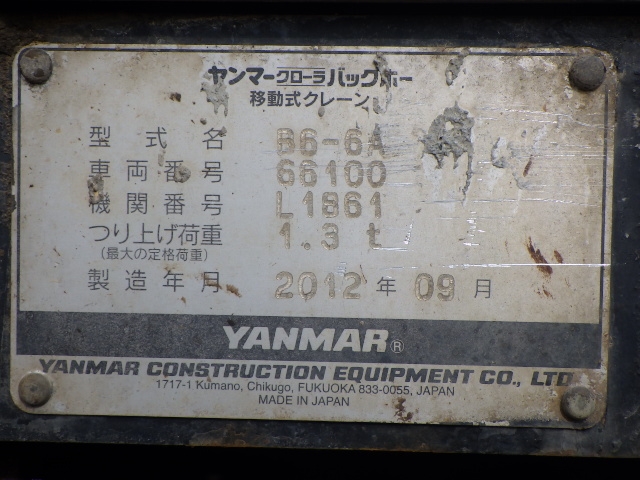 ヤンマークローラバックホー
移動式クレーン
型式名 B6-6A
車両番号 66100
機関番号 L1861
つり上げ荷重 1.3 t
(最大の定格荷重)
製造年月 2012 年 09 月
YANMAR®
YANMAR CONSTRUCTION EQUIPMENT CO., LTD.
1717-1 Kumano, Chikugo, FUKUOKA 833-0055, JAPAN
MADE IN JAPAN